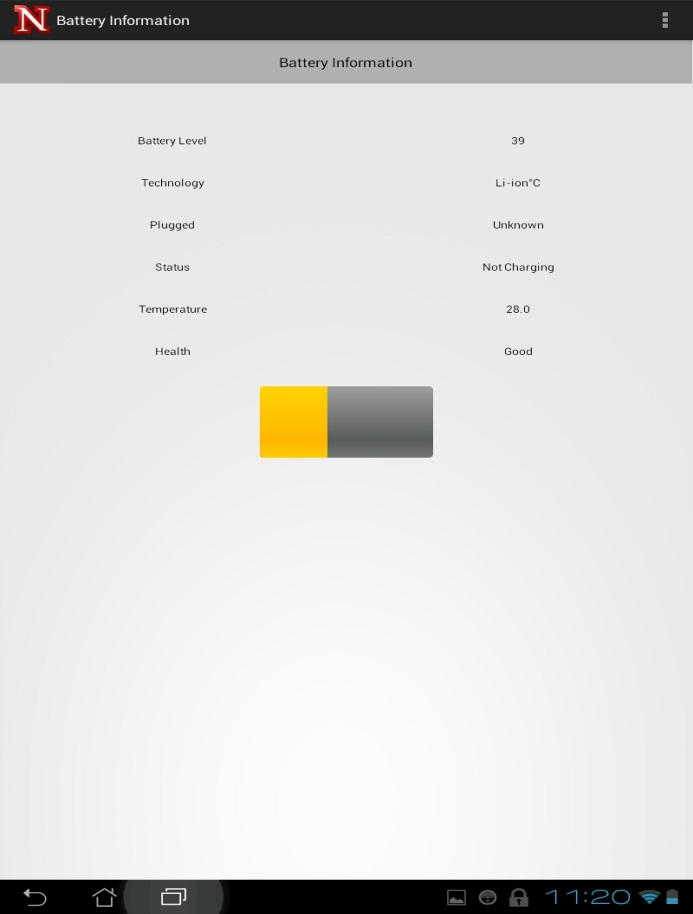 N Battery Information
Battery Information
Battery Level 39
Technology Li-ion°C
Plugged Unknown
Status Not Charging
Temperature 28.0
Health Good
11:20